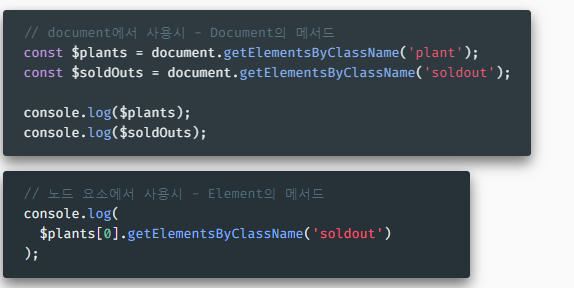 // document에서 사용시 - Document의 메서드
const $plants = document.getElementsByClassName('plant');
const $soldOuts = document.getElementsByClassName('soldout');
console.log($plants);
console.log($soldOuts);
// 노드 요소에서 사용시 - Element의 메서드
console.log(
$plants[0].getElementsByClassName('soldout')
);